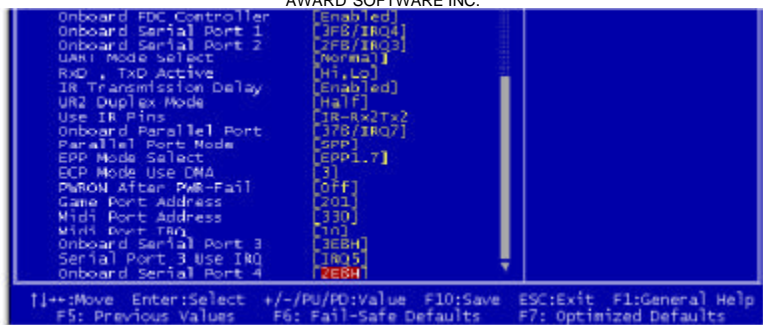 AWARD SOFTWARE INC.
Onboard FDC Controller [Enabled]
Onboard Serial Port 1 [3F8/IRQ4]
Onboard Serial Port 2 [2F8/IRQ3]
UART Mode Select [Normal]
RxD , TxD Active [Hi,Lo]
IR Transmission Delay [Enabled]
UR2 Duplex Mode [Half]
Use IR Pins [IR-Rx2Tx2
Onboard Parallel Port [378/IRQ7]
Parallel Port Mode [SPP]
EPP Mode Select [EPP1.7]
ECP Mode Use DMA [3]
PWRON After PWR-Fail [Off]
Game Port Address [201]
Midi Port Address [330]
Midi Port IRQ [10]
Onboard Serial Port 3 [3E8H]
Serial Port 3 Use IRQ [IRQ5]
Onboard Serial Port 4 [2E8H]
↑↓→←:Move Enter:Select +/-/PU/PD:Value F10:Save ESC:Exit F1:General Help
F5: Previous Values F6: Fail-Safe Defaults F7: Optimized Defaults